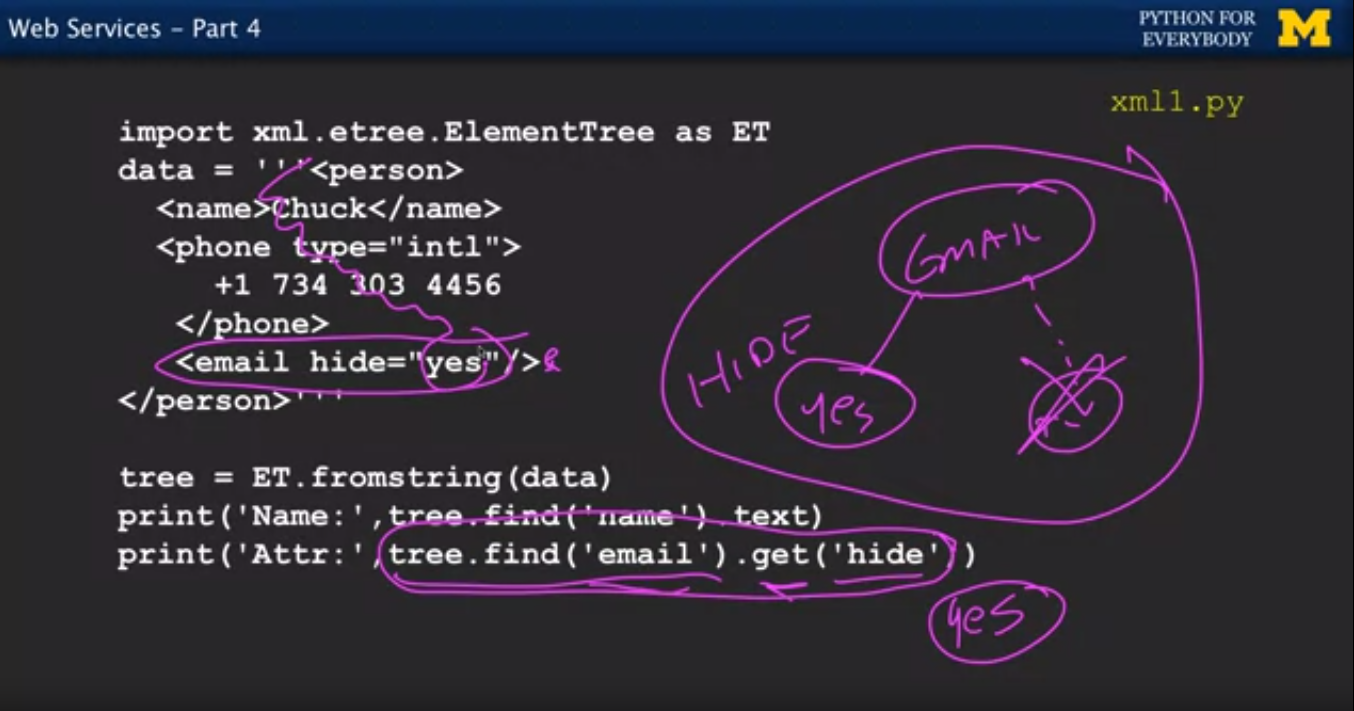 Web Services – Part 4
PYTHON FOR
EVERYBODY
M
xml1.py
import xml.etree.ElementTree as ET
data = '''<person>
<name>Chuck</name>
<phone type="intl">
+1 734 303 4456
</phone>
<email hide="yes"/>
</person>'''
tree = ET.fromstring(data)
print('Name:',tree.find('name').text)
print('Attr:',tree.find('email').get('hide'))
HIDE
yes
yes